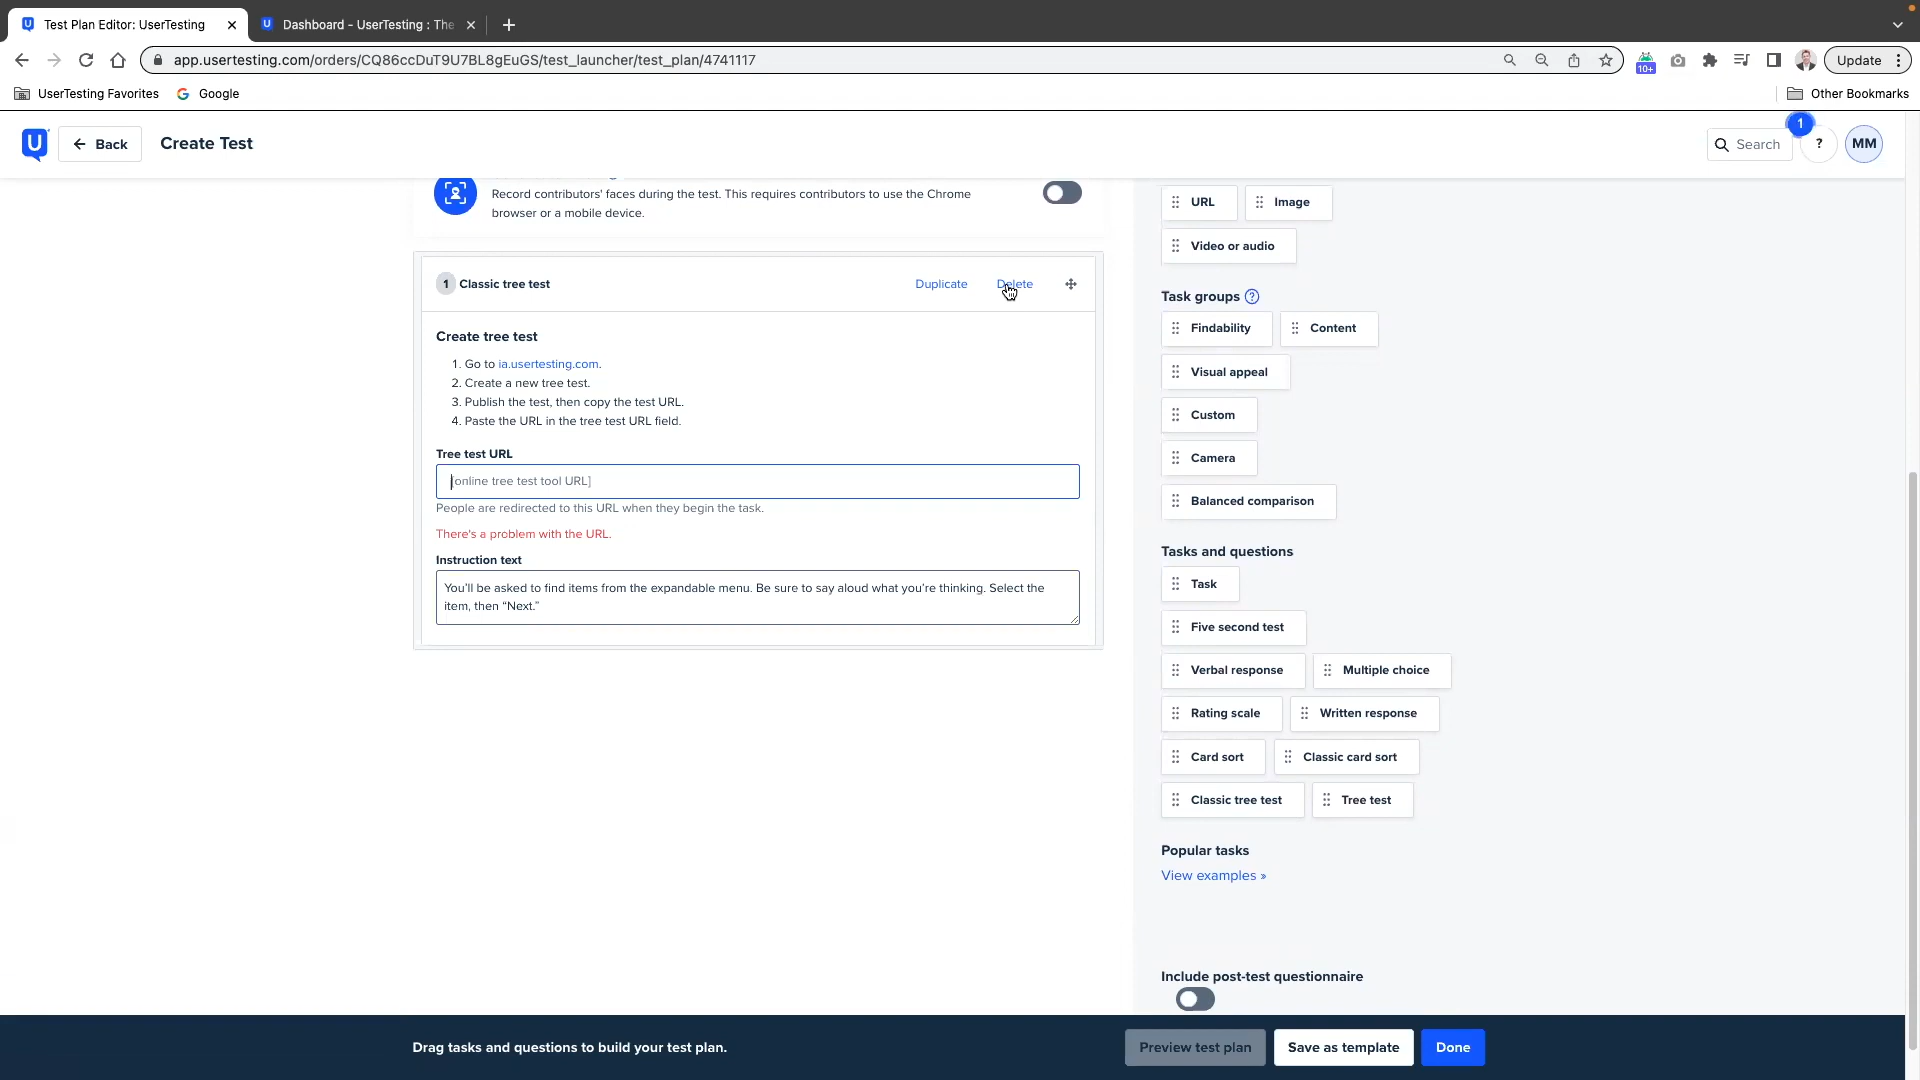 Test Plan Editor: UserTesting
Dashboard - UserTesting : The
app.usertesting.com/orders/CQ86ccDuT9U7BL8gEuGS/test_launcher/test_plan/4741117
10+
Update
UserTesting Favorites
Google
Other Bookmarks
U
Back
Create Test
Search
1
?
MM
Record contributors' faces during the test. This requires contributors to use the Chrome
browser or a mobile device.
1 Classic tree test
Duplicate
Delete
Create tree test
1. Go to ia.usertesting.com.
2. Create a new tree test.
3. Publish the test, then copy the test URL.
4. Paste the URL in the tree test URL field.
Tree test URL
[online tree test tool URL]
People are redirected to this URL when they begin the task.
There's a problem with the URL.
Instruction text
You’ll be asked to find items from the expandable menu. Be sure to say aloud what you’re thinking. Select the
item, then “Next.”
URL
Image
Video or audio
Task groups ?
Findability
Content
Visual appeal
Custom
Camera
Balanced comparison
Tasks and questions
Task
Five second test
Verbal response
Multiple choice
Rating scale
Written response
Card sort
Classic card sort
Classic tree test
Tree test
Popular tasks
View examples »
Include post-test questionnaire
Drag tasks and questions to build your test plan.
Preview test plan
Save as template
Done